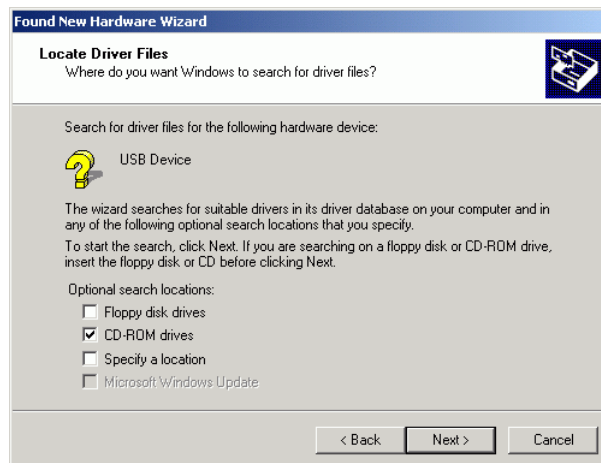 Found New Hardware Wizard
Locate Driver Files
Where do you want Windows to search for driver files?
Search for driver files for the following hardware device:
USB Device
The wizard searches for suitable drivers in its driver database on your computer and in
any of the following optional search locations that you specify.
To start the search, click Next. If you are searching on a floppy disk or CD-ROM drive,
insert the floppy disk or CD before clicking Next.
Optional search locations:
Floppy disk drives
CD-ROM drives
Specify a location
Microsoft Windows Update
< Back Next > Cancel